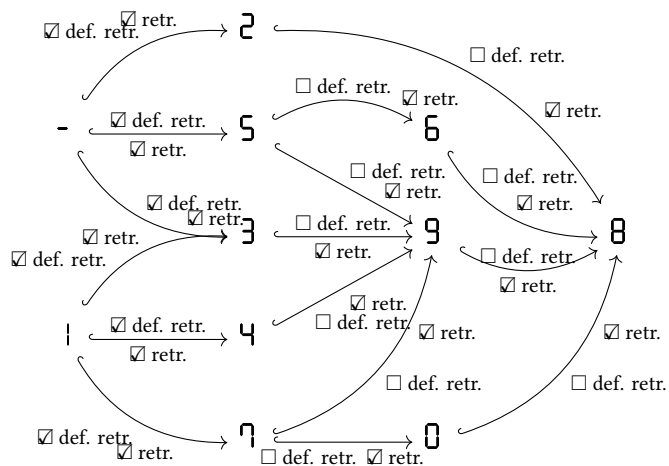 ☑ retr.
☑ def. retr.
2
☐ def. retr.
☑ retr.
-
☑ def. retr.
☑ retr.
5
☐ def. retr.
☑ retr.
6
☐ def. retr.
☑ retr.
☐ def. retr.
☑ retr.
☑ def. retr.
☑ retr.
☑ retr.
☑ def. retr.
3
☐ def. retr.
☑ retr.
9
☐ def. retr.
☑ retr.
8
1
☑ def. retr.
☑ retr.
4
☑ retr.
☐ def. retr.
☑ retr.
☐ def. retr.
☑ retr.
☐ def. retr.
☑ def. retr.
☑ retr.
7
☐ def. retr. ☑ retr.
0